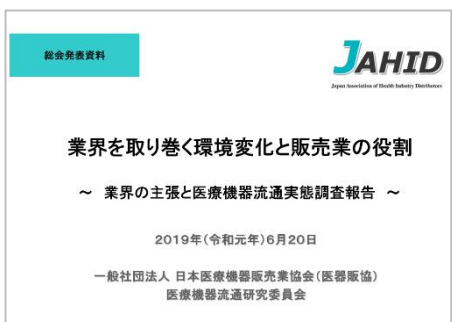 総会発表資料
JAHID
Japan Association of Health Industry Distributors
業界を取り巻く環境変化と販売業の役割
～ 業界の主張と医療機器流通実態調査報告 ～
2019年(令和元年)6月20日
一般社団法人 日本医療機器販売業協会(医器販協)
医療機器流通研究委員会